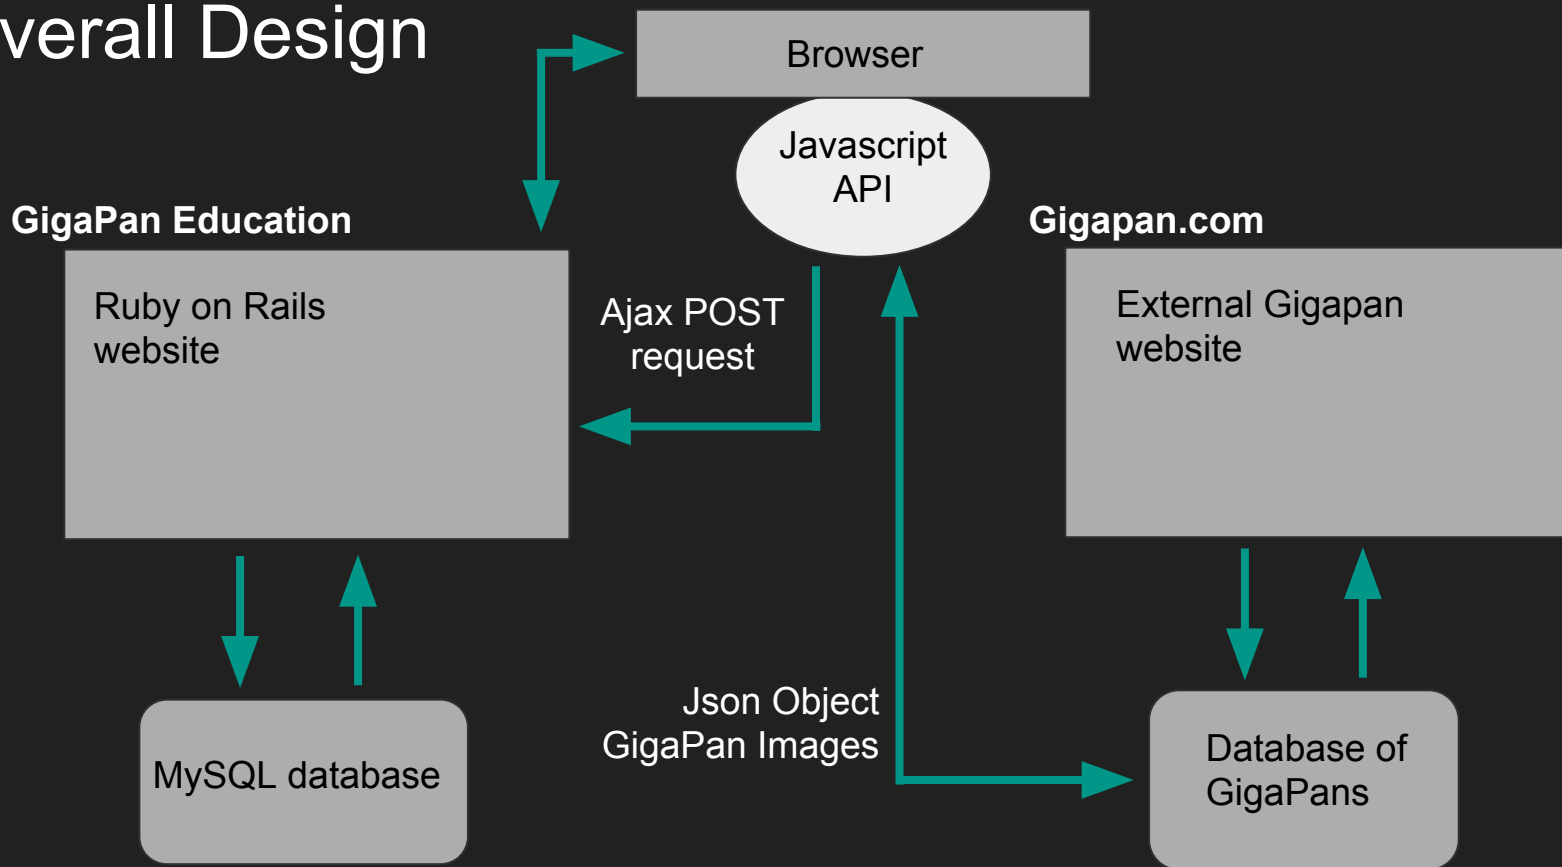 verall Design
Browser
Javascript
API
GigaPan Education
Gigapan.com
Ruby on Rails
website
Ajax POST
request
External Gigapan
website
Json Object
GigaPan Images
MySQL database
Database of
GigaPans